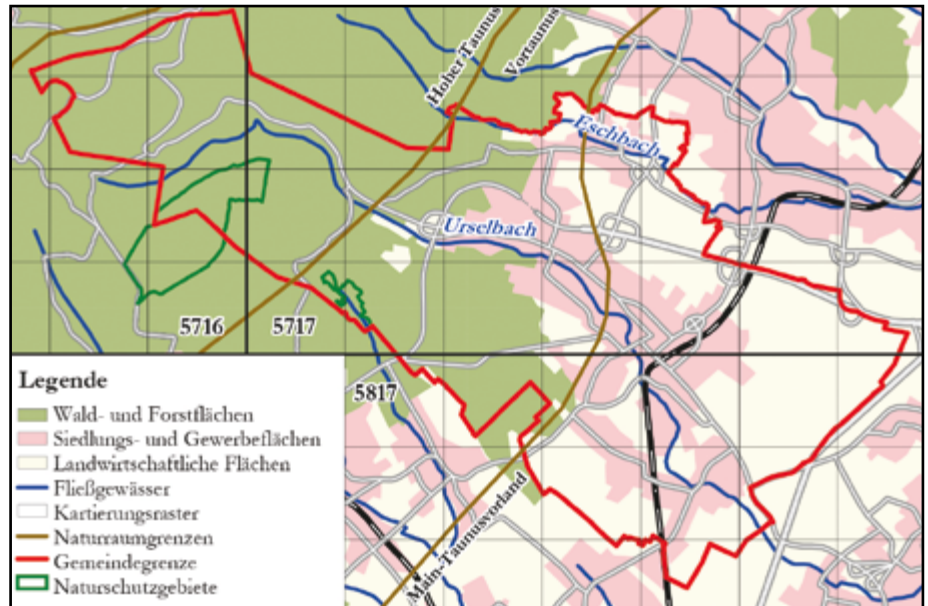 Hoher Taunus
Vortaunus
Eschbach
Urselbach
5716
5717
5817
Main-Taunusvorland
Legende
Wald- und Forstflächen
Siedlungs- und Gewerbeflächen
Landwirtschaftliche Flächen
Fließgewässer
Kartierungsraster
Naturraumgrenzen
Gemeindegrenze
Naturschutzgebiete